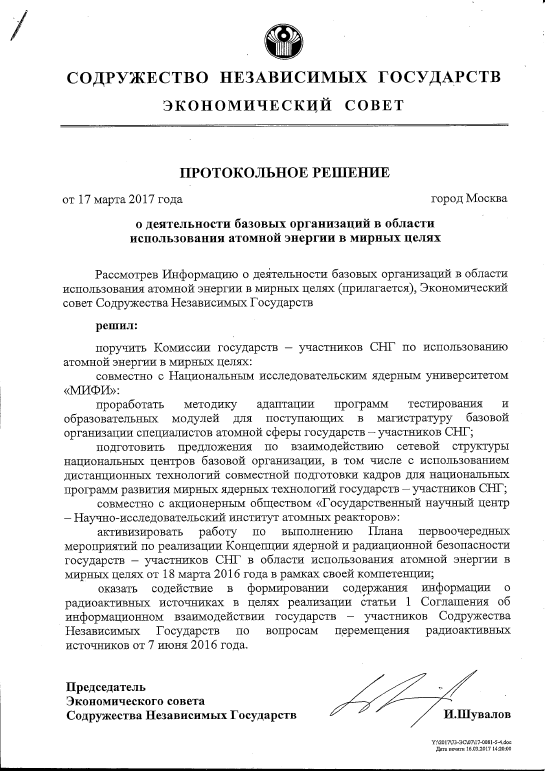 СОДРУЖЕСТВО НЕЗАВИСИМЫХ ГОСУДАРСТВ
ЭКОНОМИЧЕСКИЙ СОВЕТ
ПРОТОКОЛЬНОЕ РЕШЕНИЕ
от 17 марта 2017 года город Москва
о деятельности базовых организаций в области
использования атомной энергии в мирных целях
Рассмотрев Информацию о деятельности базовых организаций в области
использования атомной энергии в мирных целях (прилагается), Экономический
совет Содружества Независимых Государств
решил:
поручить Комиссии государств – участников СНГ по использованию
атомной энергии в мирных целях:
совместно с Национальным исследовательским ядерным университетом
«МИФИ»:
проработать методику адаптации программ тестирования и
образовательных модулей для поступающих в магистратуру базовой
организации специалистов атомной сферы государств – участников СНГ;
подготовить предложения по взаимодействию сетевой структуры
национальных центров базовой организации, в том числе с использованием
дистанционных технологий совместной подготовки кадров для национальных
программ развития мирных ядерных технологий государств – участников СНГ;
совместно с акционерным обществом «Государственный научный центр
– Научно-исследовательский институт атомных реакторов»:
активизировать работу по выполнению Плана первоочередных
мероприятий по реализации Концепции ядерной и радиационной безопасности
государств – участников СНГ в области использования атомной энергии в
мирных целях от 18 марта 2016 года в рамках своей компетенции;
оказать содействие в формировании содержания информации о
радиоактивных источниках в целях реализации статьи 1 Соглашения об
информационном взаимодействии государств – участников Содружества
Независимых Государств по вопросам перемещения радиоактивных
источников от 7 июня 2016 года.
Председатель
Экономического совета
Содружества Независимых Государств И.Шувалов
Дата печати 16.03.2017 14:20:00